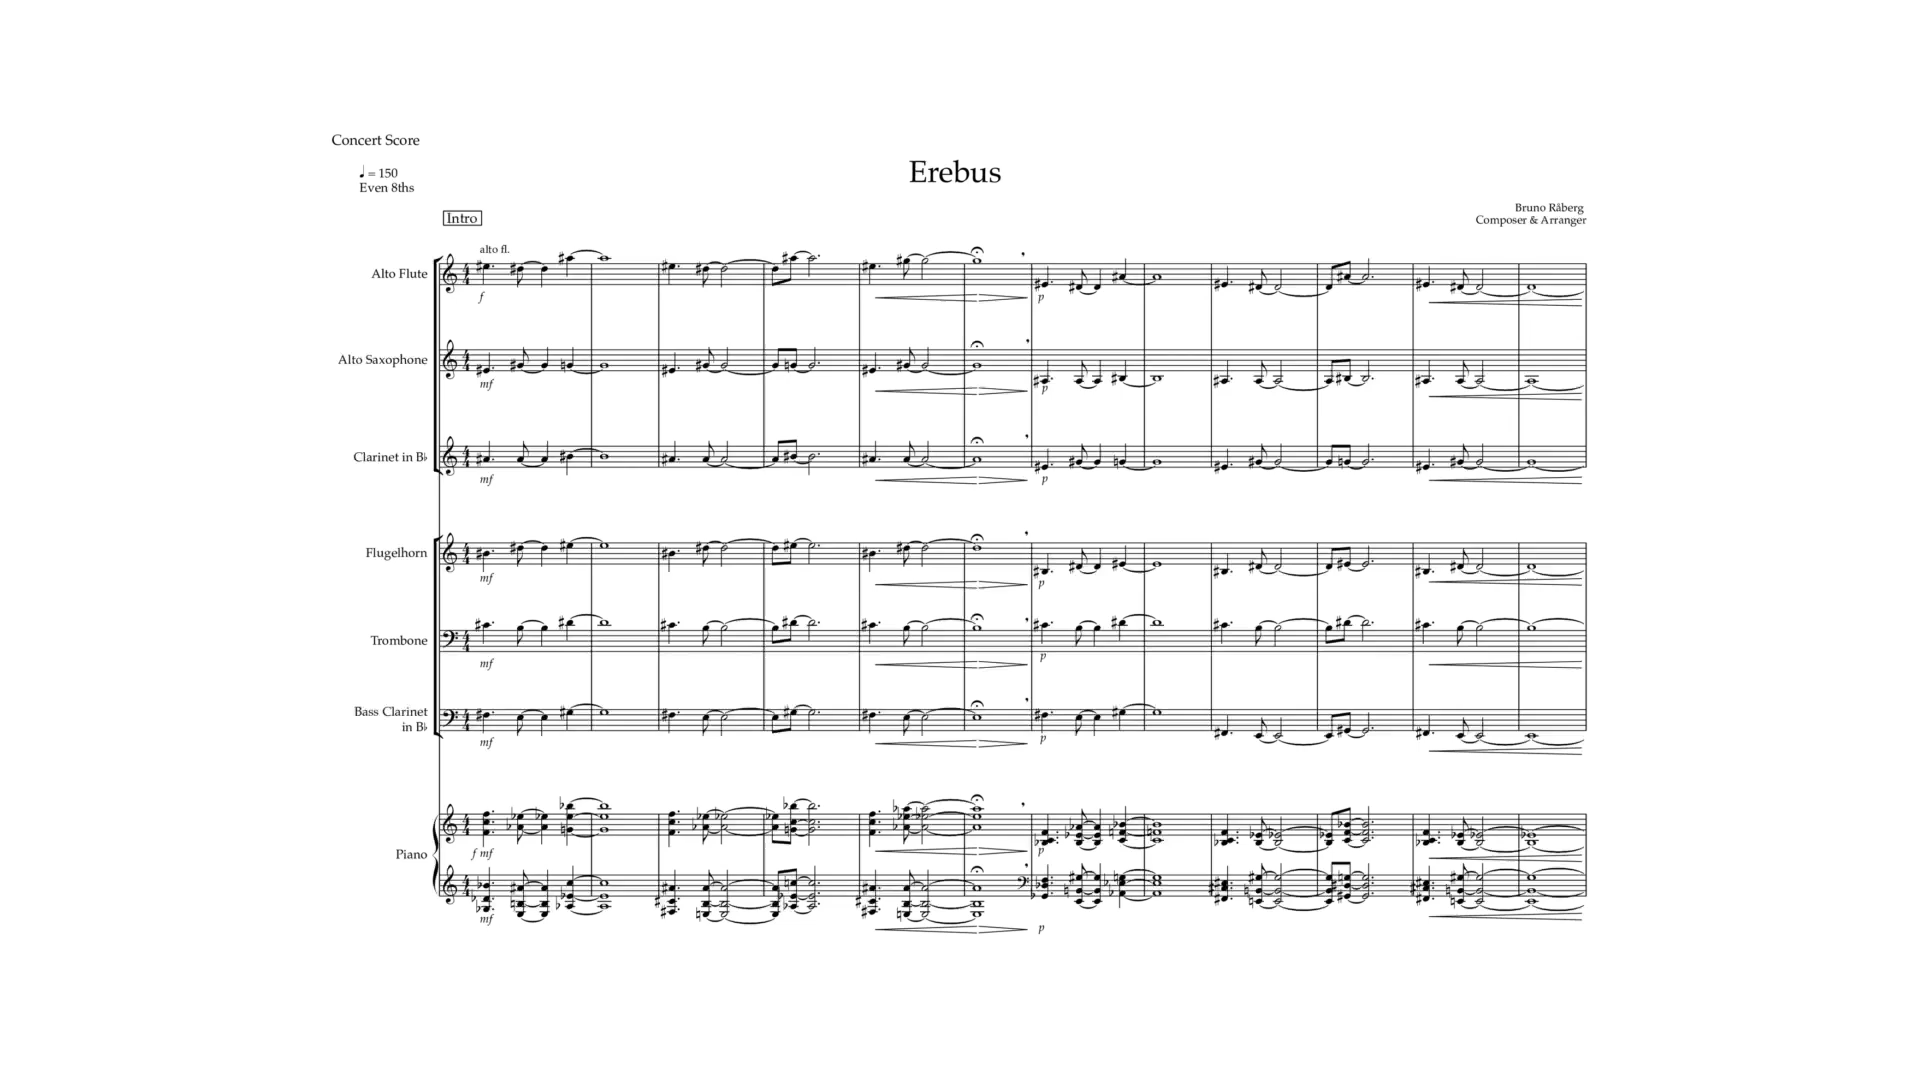 Concert Score
♩ = 150
Even 8ths
Erebus
Bruno Råberg
Composer & Arranger
Intro
alto fl.
Alto Flute
f
p
Alto Saxophone
mf
p
Clarinet in B♭
mf
p
Flugelhorn
mf
p
Trombone
mf
p
Bass Clarinet
in B♭
mf
p
Piano
f mf
p
mf
p